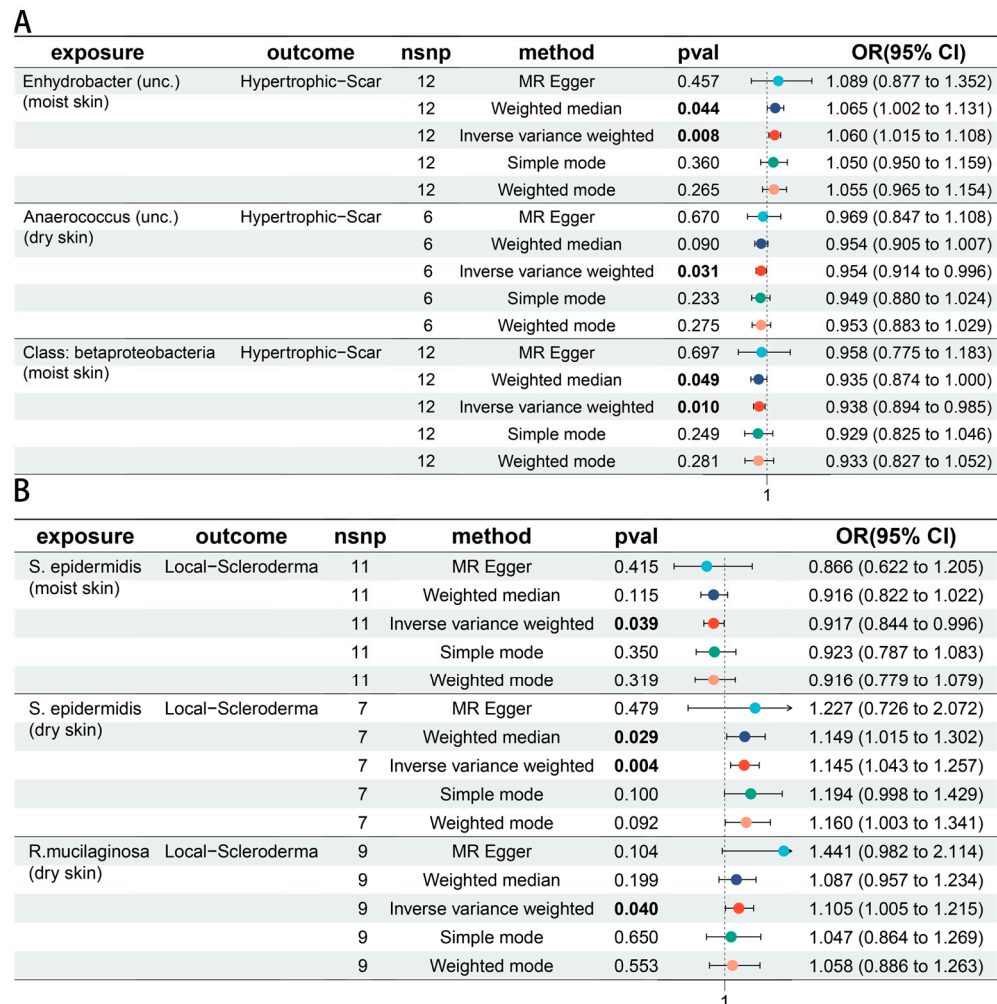 A
exposure outcome nsnp method pval OR(95% CI)
Enhydrobacter (unc.) Hypertrophic−Scar 12 MR Egger 0.457 1.089 (0.877 to 1.352)
(moist skin) 12 Weighted median 0.044 1.065 (1.002 to 1.131)
12 Inverse variance weighted 0.008 1.060 (1.015 to 1.108)
12 Simple mode 0.360 1.050 (0.950 to 1.159)
12 Weighted mode 0.265 1.055 (0.965 to 1.154)
Anaerococcus (unc.) Hypertrophic−Scar 6 MR Egger 0.670 0.969 (0.847 to 1.108)
(dry skin) 6 Weighted median 0.090 0.954 (0.905 to 1.007)
6 Inverse variance weighted 0.031 0.954 (0.914 to 0.996)
6 Simple mode 0.233 0.949 (0.880 to 1.024)
6 Weighted mode 0.275 0.953 (0.883 to 1.029)
Class: betaproteobacteria Hypertrophic−Scar 12 MR Egger 0.697 0.958 (0.775 to 1.183)
(moist skin) 12 Weighted median 0.049 0.935 (0.874 to 1.000)
12 Inverse variance weighted 0.010 0.938 (0.894 to 0.985)
12 Simple mode 0.249 0.929 (0.825 to 1.046)
12 Weighted mode 0.281 0.933 (0.827 to 1.052)
1
B
exposure outcome nsnp method pval OR(95% CI)
S. epidermidis Local−Scleroderma 11 MR Egger 0.415 0.866 (0.622 to 1.205)
(moist skin) 11 Weighted median 0.115 0.916 (0.822 to 1.022)
11 Inverse variance weighted 0.039 0.917 (0.844 to 0.996)
11 Simple mode 0.350 0.923 (0.787 to 1.083)
11 Weighted mode 0.319 0.916 (0.779 to 1.079)
S. epidermidis Local−Scleroderma 7 MR Egger 0.479 1.227 (0.726 to 2.072)
(dry skin) 7 Weighted median 0.029 1.149 (1.015 to 1.302)
7 Inverse variance weighted 0.004 1.145 (1.043 to 1.257)
7 Simple mode 0.100 1.194 (0.998 to 1.429)
7 Weighted mode 0.092 1.160 (1.003 to 1.341)
R.mucilaginosa Local−Scleroderma 9 MR Egger 0.104 1.441 (0.982 to 2.114)
(dry skin) 9 Weighted median 0.199 1.087 (0.957 to 1.234)
9 Inverse variance weighted 0.040 1.105 (1.005 to 1.215)
9 Simple mode 0.650 1.047 (0.864 to 1.269)
9 Weighted mode 0.553 1.058 (0.886 to 1.263)
1